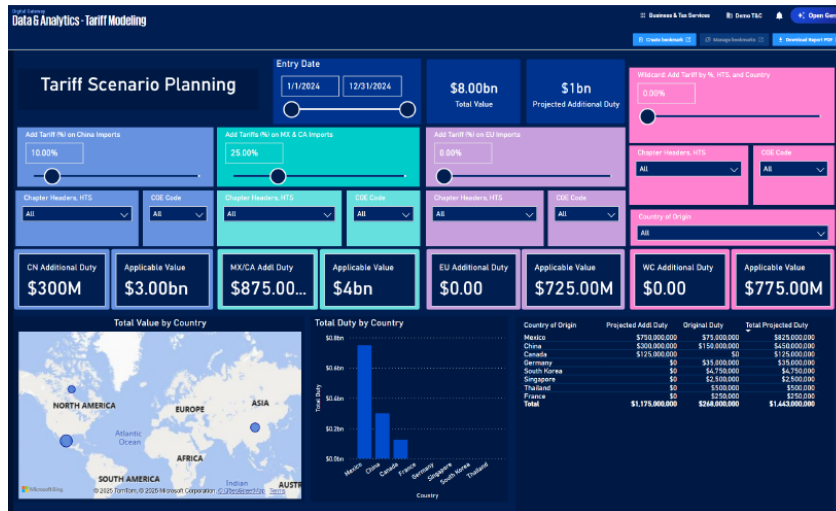 Digital Gateway
Data & Analytics - Tariff Modeling
Business & Tax Services
Demo T&C
Open Gen
Create bookmark
Manage bookmarks
Download Report PDF
Tariff Scenario Planning
Entry Date
1/1/2024
12/31/2024
$8.00bn
Total Value
$1bn
Projected Additional Duty
Wildcard: Add Tariff by %, HTS, and Country
0.00%
Add Tariff (%) on China Imports
10.00%
Add Tariffs (%) on MX & CA Imports
25.00%
Add Tariff (%) on EU Imports
0.00%
Chapter Headers, HTS
All
COE Code
All
Chapter Headers, HTS
All
COE Code
All
Chapter Headers, HTS
All
COE Code
All
Chapter Headers, HTS
All
COE Code
All
Country of Origin
All
CN Additional Duty
$300M
Applicable Value
$3.00bn
MX/CA Addl Duty
$875.00...
Applicable Value
$4bn
EU Additional Duty
$0.00
Applicable Value
$725.00M
WC Additional Duty
$0.00
Applicable Value
$775.00M
Total Value by Country
NORTH AMERICA
EUROPE
ASIA
Atlantic
Ocean
AFRICA
SOUTH AMERICA
Indian
AUSTR
Microsoft Bing
© 2025 TomTom, © 2025 Microsoft Corporation, © OpenStreetMap Terms
Total Duty by Country
$0.8bn
$0.6bn
$0.4bn
$0.2bn
$0.0bn
Total Duty
Mexico
China
Canada
France
Germany
Singapore
South Korea
Thailand
Country
Country of Origin Projected Addl Duty Original Duty Total Projected Duty
Mexico $750,000,000 $75,000,000 $825,000,000
China $300,000,000 $150,000,000 $450,000,000
Canada $125,000,000 $0 $125,000,000
Germany $0 $35,000,000 $35,000,000
South Korea $0 $4,750,000 $4,750,000
Singapore $0 $2,500,000 $2,500,000
Thailand $0 $500,000 $500,000
France $0 $250,000 $250,000
Total $1,175,000,000 $268,000,000 $1,443,000,000